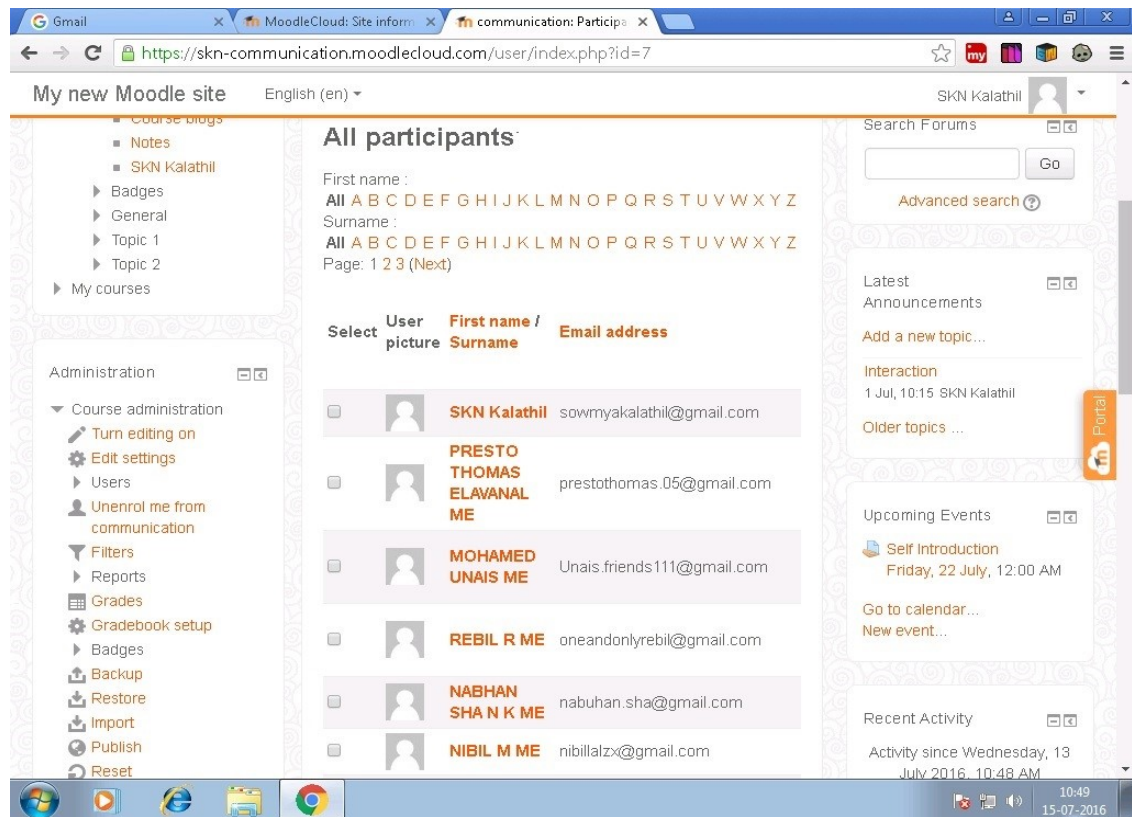 Gmail
MoodleCloud: Site inform
communication: Participa
https://skn-communication.moodlecloud.com/user/index.php?id=7
my
My new Moodle site
English (en)
SKN Kalathil
Course blogs
Notes
SKN Kalathil
Badges
General
Topic 1
Topic 2
My courses
Administration
Course administration
Turn editing on
Edit settings
Users
Unenrol me from
communication
Filters
Reports
Grades
Gradebook setup
Badges
Backup
Restore
Import
Publish
Reset
All participants
First name :
All A B C D E F G H I J K L M N O P Q R S T U V W X Y Z
Surname :
All A B C D E F G H I J K L M N O P Q R S T U V W X Y Z
Page: 1 2 3 (Next)
Select User picture First name / Surname Email address
SKN Kalathil sowmyakalathil@gmail.com
PRESTO
THOMAS
ELAVANAL
ME
prestothomas.05@gmail.com
MOHAMED
UNAIS ME
Unais.friends111@gmail.com
REBIL R ME oneandonlyrebil@gmail.com
NABHAN
SHA N K ME
nabuhan.sha@gmail.com
NIBIL M ME nibillalzx@gmail.com
Search Forums
Go
Advanced search
Latest
Announcements
Add a new topic...
Interaction
1 Jul, 10:15 SKN Kalathil
Older topics ...
Portal
Upcoming Events
Self Introduction
Friday, 22 July, 12:00 AM
Go to calendar...
New event...
Recent Activity
Activity since Wednesday, 13
July 2016, 10:48 AM
10:49
15-07-2016